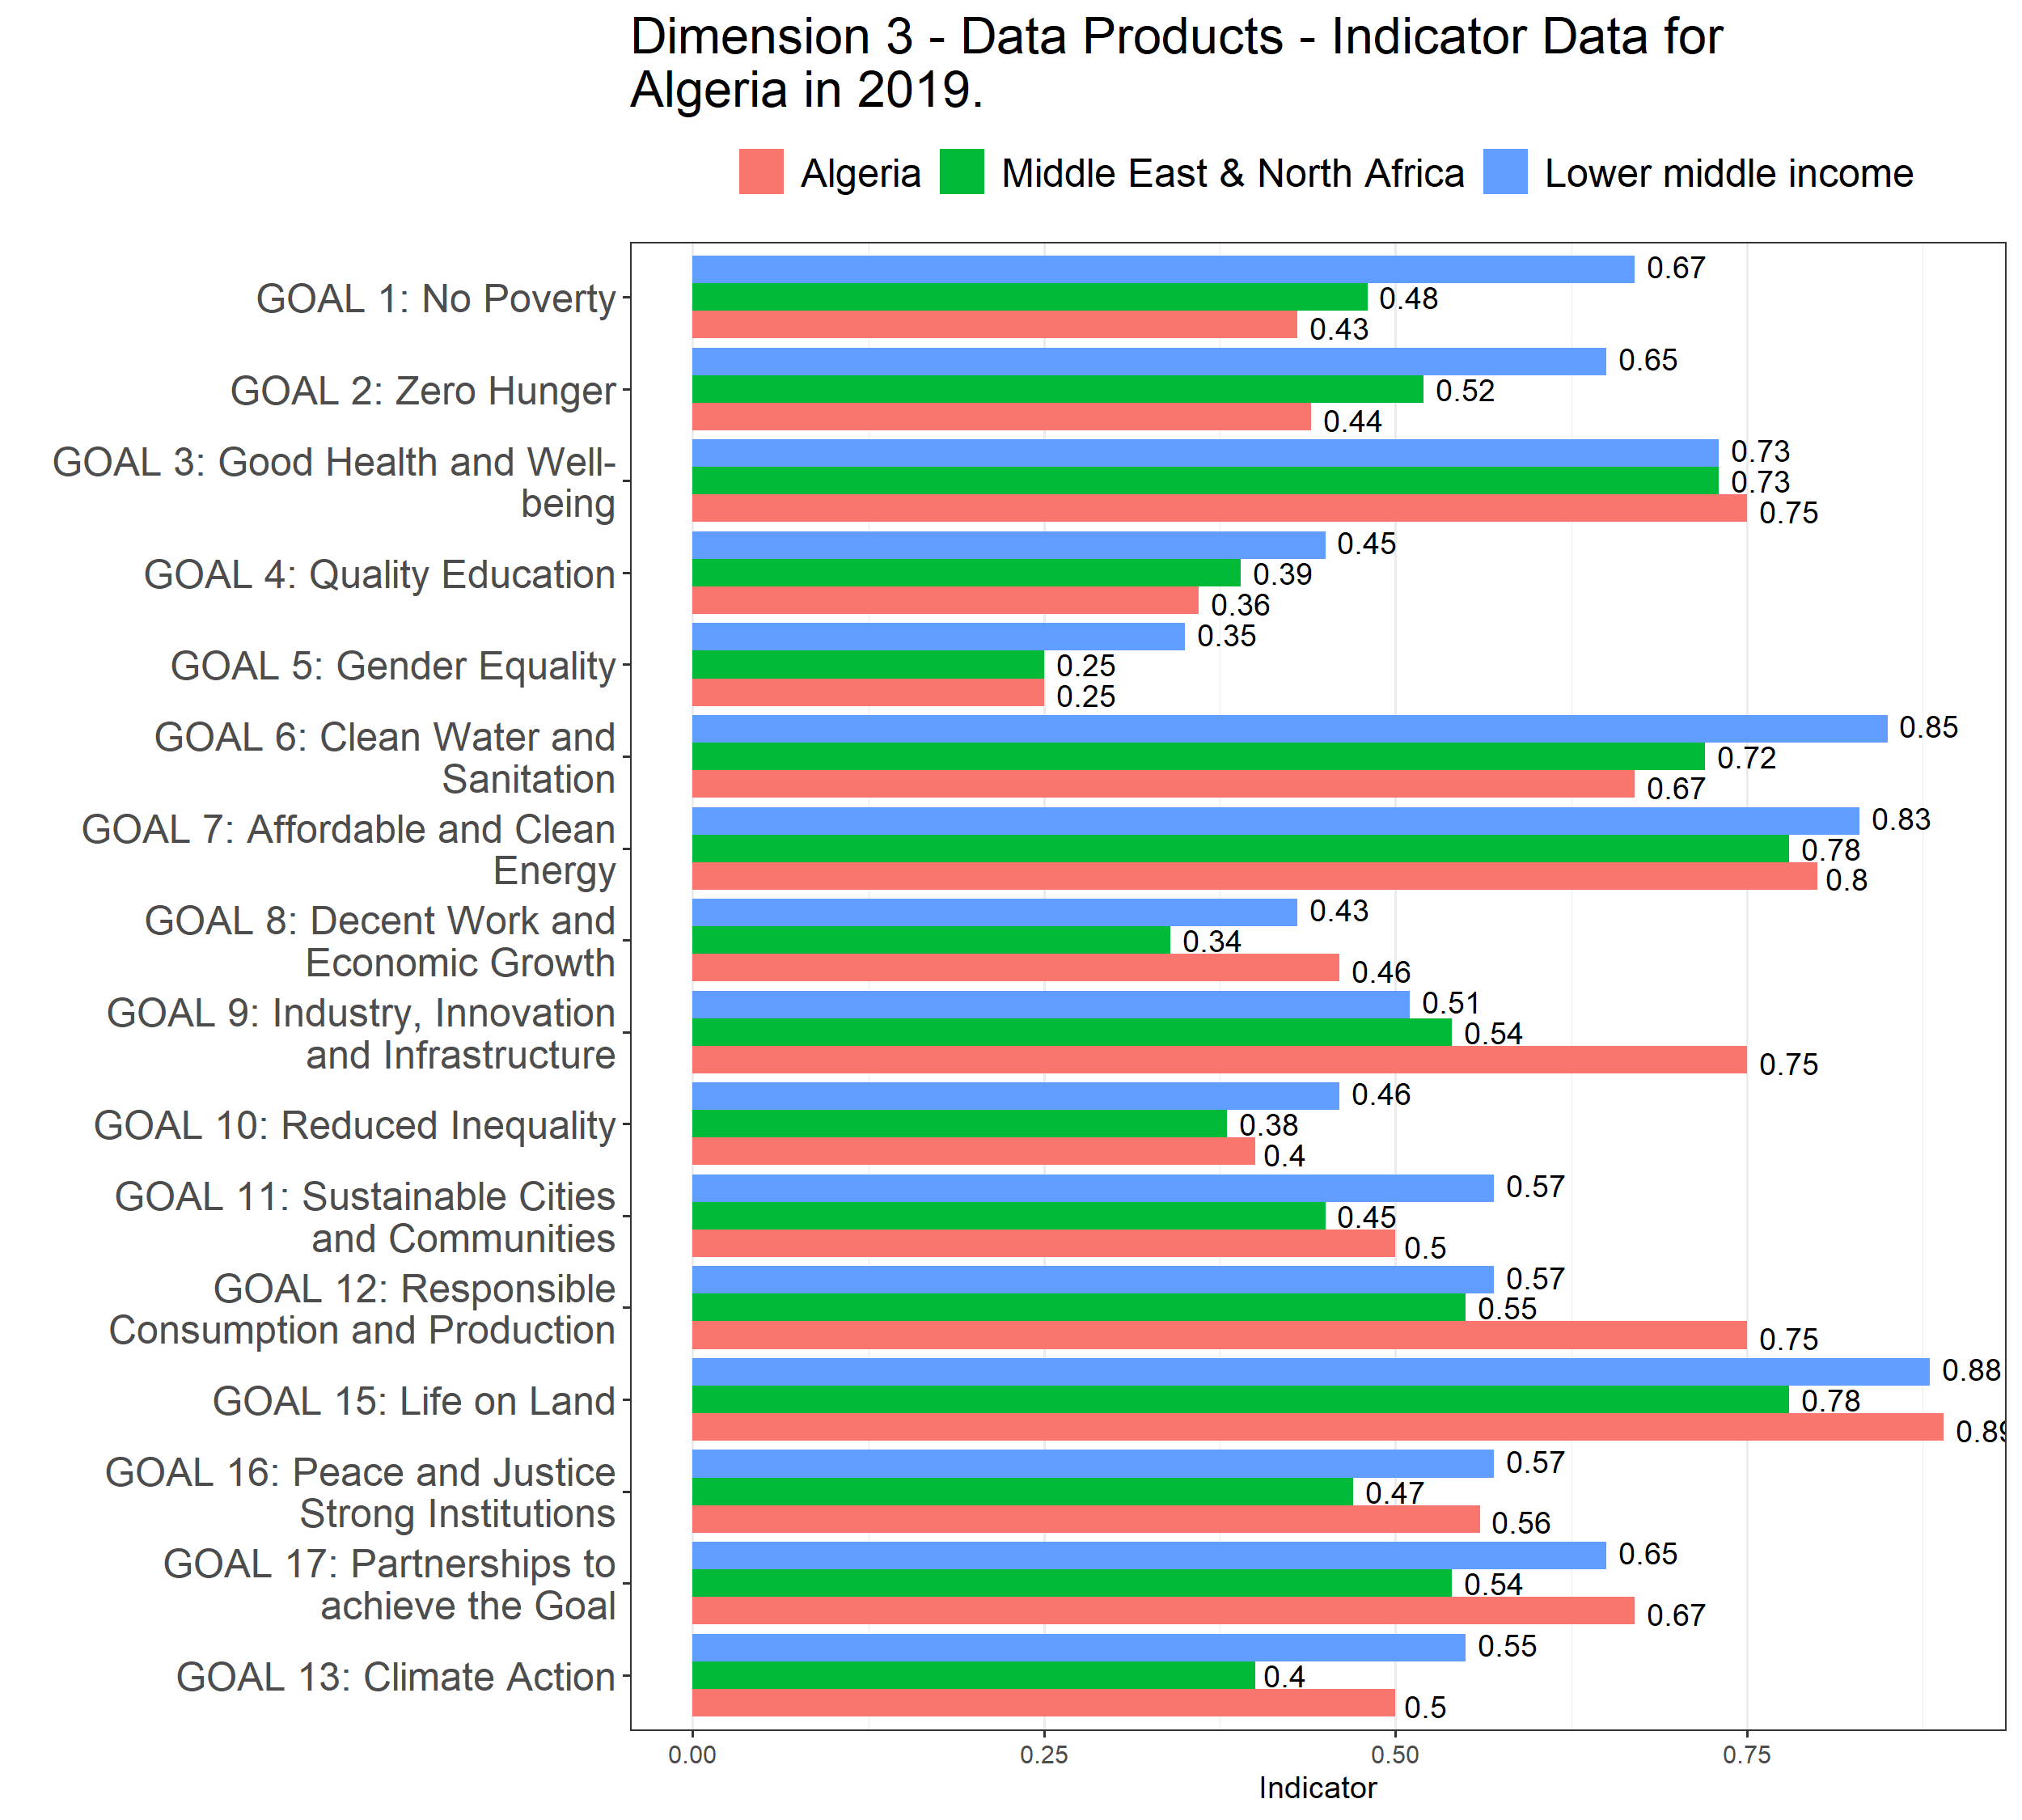 Dimension 3 - Data Products - Indicator Data for
Algeria in 2019.
Algeria Middle East & North Africa Lower middle income
GOAL 1: No Poverty
0.67
0.48
0.43
GOAL 2: Zero Hunger
0.65
0.52
0.44
GOAL 3: Good Health and Well-
being
0.73
0.73
0.75
GOAL 4: Quality Education
0.45
0.39
0.36
GOAL 5: Gender Equality
0.35
0.25
0.25
GOAL 6: Clean Water and
Sanitation
0.85
0.72
0.67
GOAL 7: Affordable and Clean
Energy
0.83
0.78
0.8
GOAL 8: Decent Work and
Economic Growth
0.43
0.34
0.46
GOAL 9: Industry, Innovation
and Infrastructure
0.51
0.54
0.75
GOAL 10: Reduced Inequality
0.46
0.38
0.4
GOAL 11: Sustainable Cities
and Communities
0.57
0.45
0.5
GOAL 12: Responsible
Consumption and Production
0.57
0.55
0.75
GOAL 15: Life on Land
0.88
0.78
0.89
GOAL 16: Peace and Justice
Strong Institutions
0.57
0.47
0.56
GOAL 17: Partnerships to
achieve the Goal
0.65
0.54
0.67
GOAL 13: Climate Action
0.55
0.4
0.5
0.00 0.25 0.50 0.75
Indicator